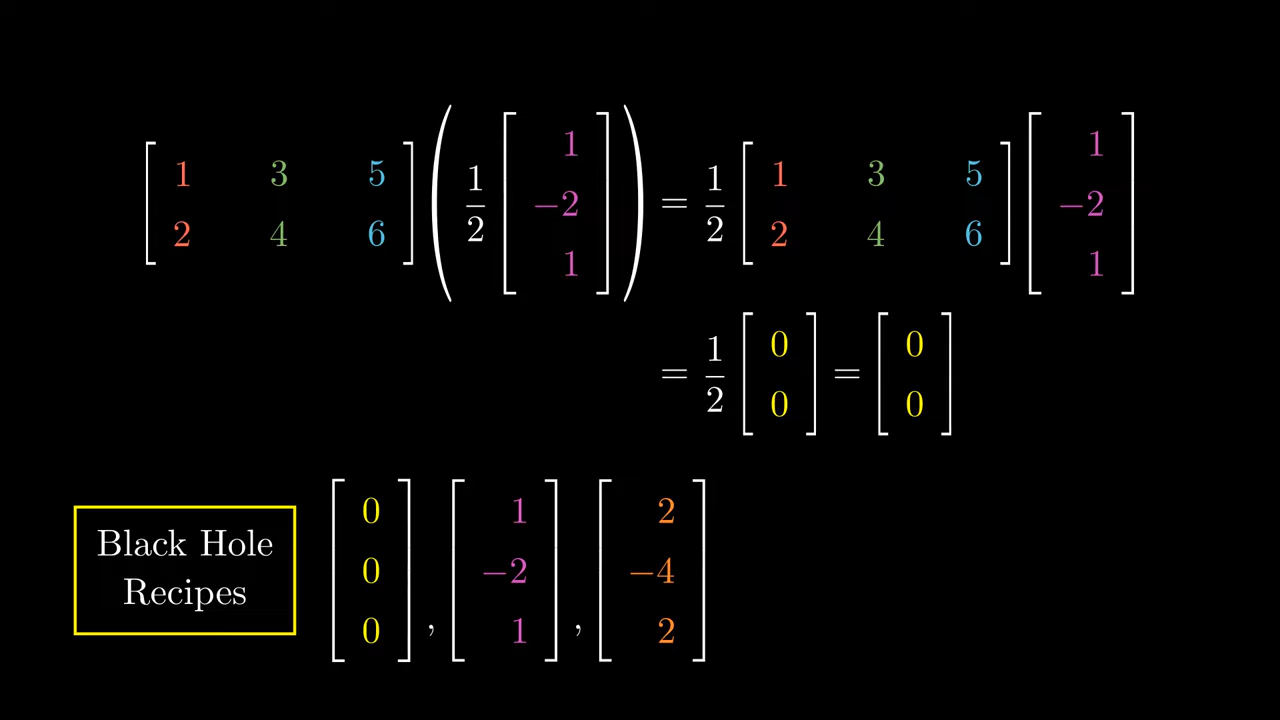 [ 1 3 5 ; 2 4 6 ] ( 1/2 [ 1 ; −2 ; 1 ] ) = 1/2 [ 1 3 5 ; 2 4 6 ] [ 1 ; −2 ; 1 ]
= 1/2 [ 0 ; 0 ] = [ 0 ; 0 ]
Black Hole
Recipes
[ 0 ; 0 ; 0 ] , [ 1 ; −2 ; 1 ] , [ 2 ; −4 ; 2 ]